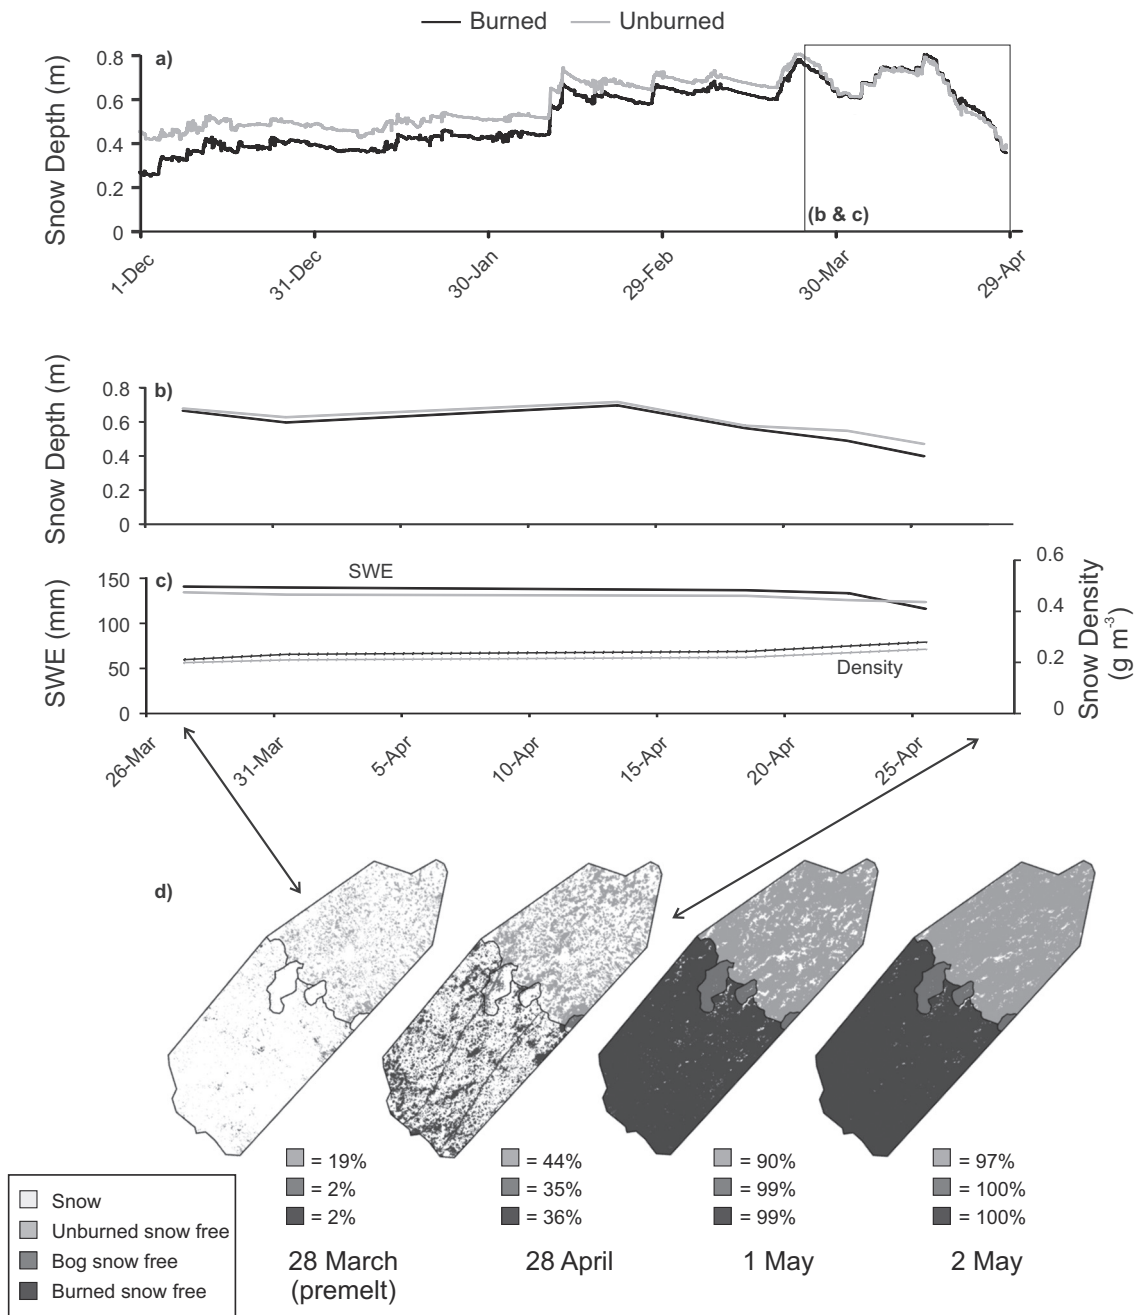 Burned Unburned
a)
Snow Depth (m)
0.8
0.6
0.4
0.2
0
(b & c)
1-Dec 31-Dec 30-Jan 29-Feb 30-Mar 29-Apr
b)
Snow Depth (m)
0.8
0.6
0.4
0.2
0
c)
SWE (mm)
150
100
50
0
SWE
Density
0.6
0.4
0.2
0
Snow Density
(g m-3)
26-Mar 31-Mar 5-Apr 10-Apr 15-Apr 20-Apr 25-Apr
d)
= 19% = 44% = 90% = 97%
= 2% = 35% = 99% = 100%
= 2% = 36% = 99% = 100%
28 March 28 April 1 May 2 May
(premelt)
Snow
Unburned snow free
Bog snow free
Burned snow free